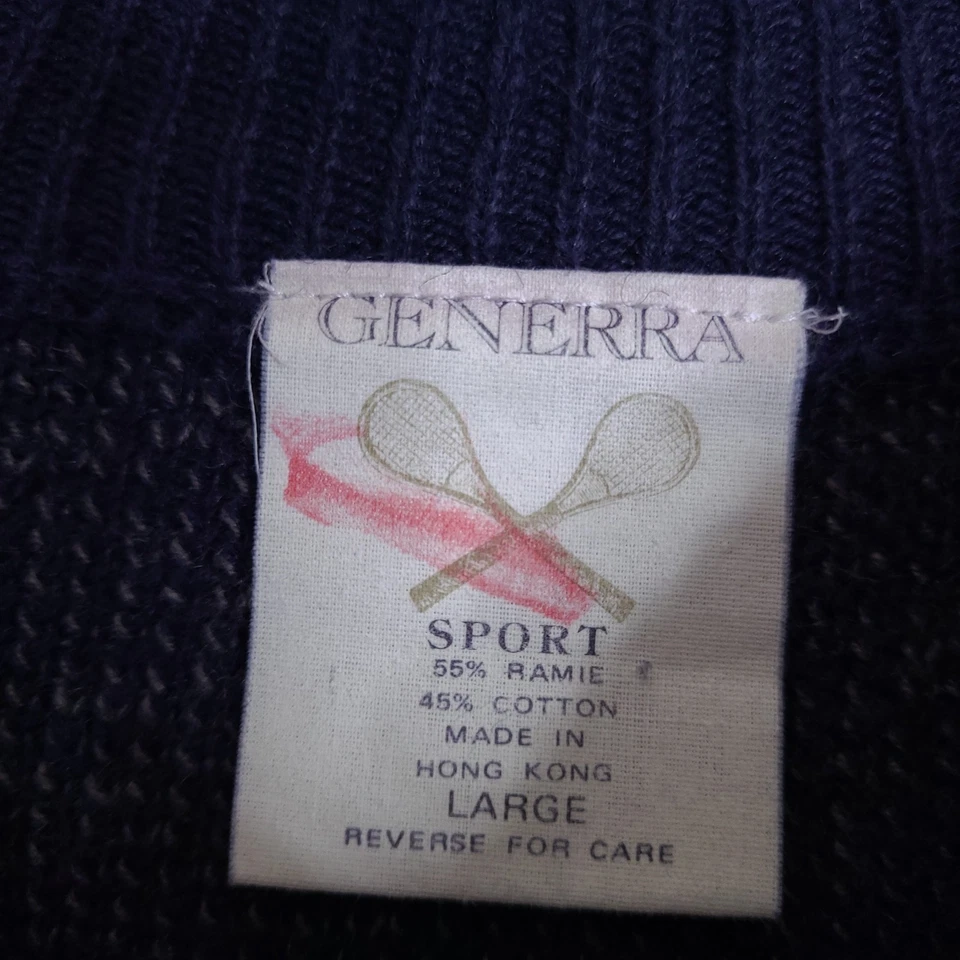 GENERRA
SPORT
55% RAMIE
45% COTTON
MADE IN
HONG KONG
LARGE
REVERSE FOR CARE